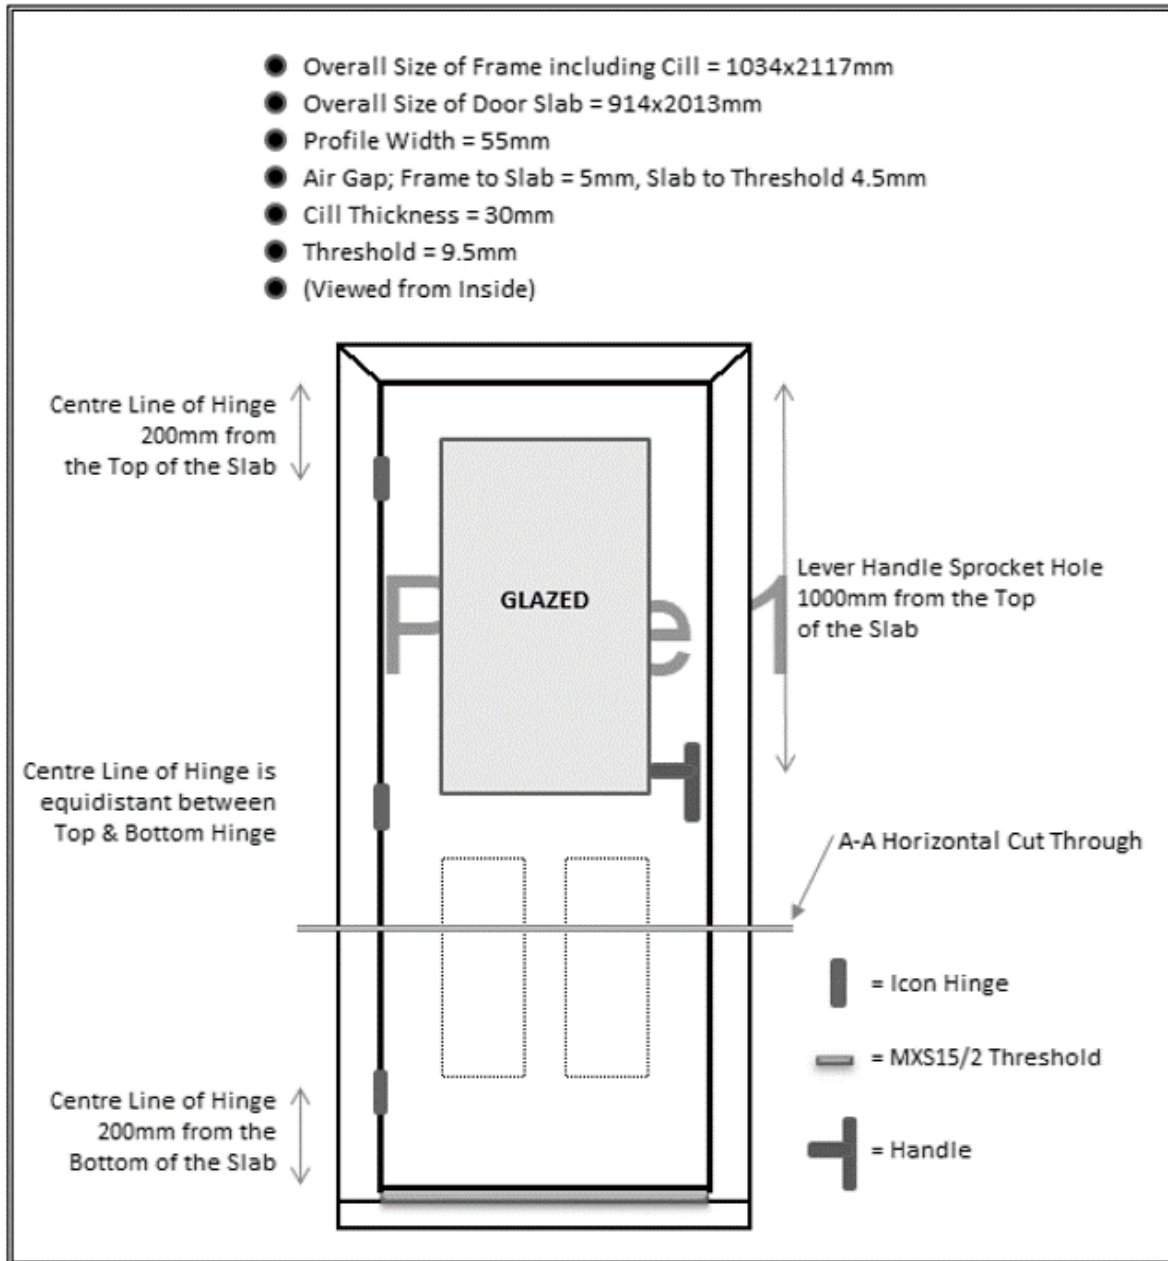 Overall Size of Frame including Cill = 1034x2117mm
Overall Size of Door Slab = 914x2013mm
Profile Width = 55mm
Air Gap; Frame to Slab = 5mm, Slab to Threshold 4.5mm
Cill Thickness = 30mm
Threshold = 9.5mm
(Viewed from Inside)
Centre Line of Hinge
200mm from
the Top of the Slab
GLAZED
Lever Handle Sprocket Hole
1000mm from the Top
of the Slab
Centre Line of Hinge is
equidistant between
Top & Bottom Hinge
A-A Horizontal Cut Through
= Icon Hinge
= MXS15/2 Threshold
Centre Line of Hinge
200mm from the
Bottom of the Slab
= Handle